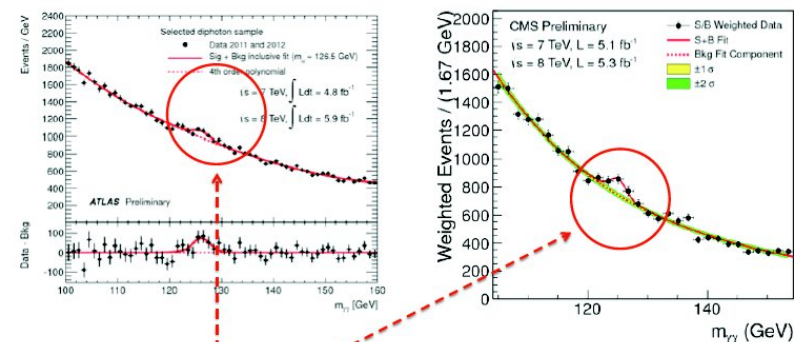 Selected diphoton sample
Data 2011 and 2012
Sig + Bkg inclusive fit (m = 126.5 GeV)
4th order polynomial
s = 7 TeV, ∫ Ldt = 4.8 fb⁻¹
s = 8 TeV, ∫ Ldt = 5.9 fb⁻¹
ATLAS Preliminary
Events / GeV
2400
2200
2000
1800
1600
1400
1200
1000
800
600
400
200
Data - Bkg
100
0
-100
100 110 120 130 140 150 160
mγγ [GeV]
CMS Preliminary
√s = 7 TeV, L = 5.1 fb⁻¹
√s = 8 TeV, L = 5.3 fb⁻¹
S/B Weighted Data
S+B Fit
Bkg Fit Component
±1 σ
±2 σ
Weighted Events / (1.67 GeV)
2000
1800
1600
1400
1200
1000
800
600
400
200
0
120 140
mγγ (GeV)